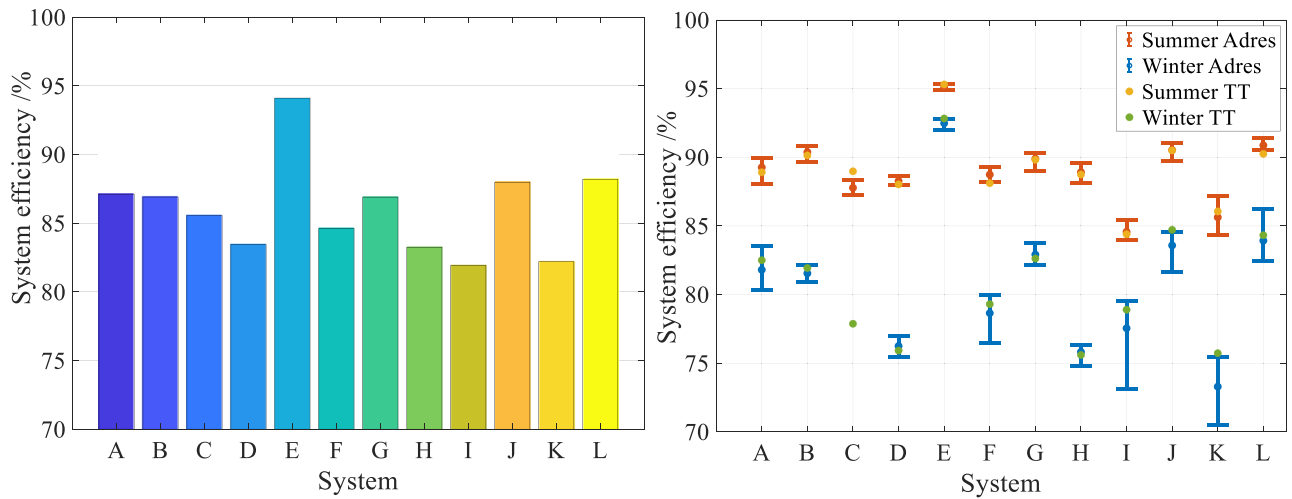 100
95
90
85
80
75
70
System efficiency /%
A B C D E F G H I J K L
System
100
95
90
85
80
75
70
System efficiency /%
Summer Adres
Winter Adres
Summer TT
Winter TT
A B C D E F G H I J K L
System